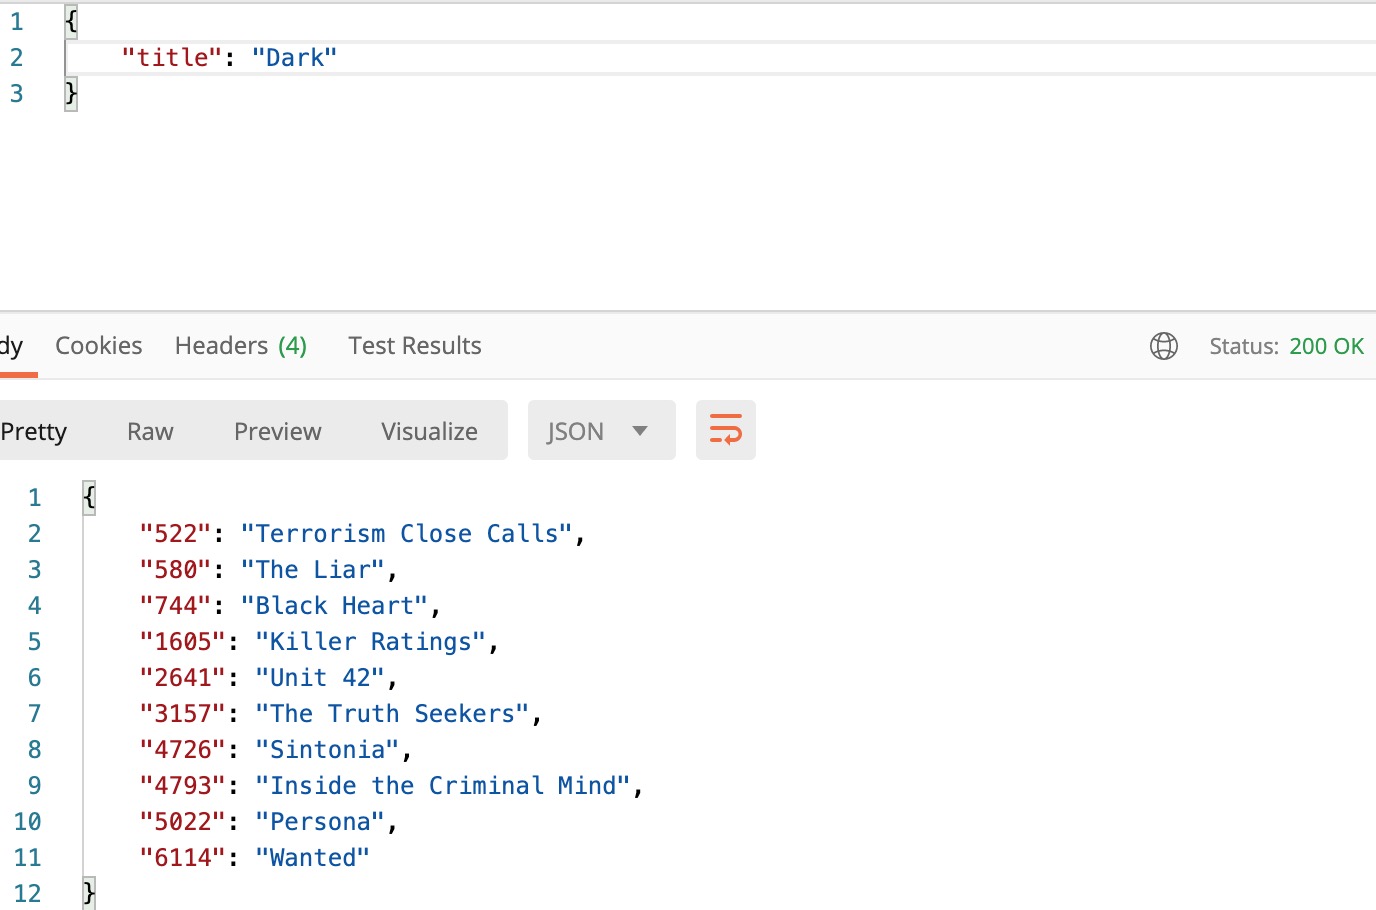 1 {
2 "title": "Dark"
3 }
dy Cookies Headers (4) Test Results Status: 200 OK
Pretty Raw Preview Visualize JSON
1 {
2 "522": "Terrorism Close Calls",
3 "580": "The Liar",
4 "744": "Black Heart",
5 "1605": "Killer Ratings",
6 "2641": "Unit 42",
7 "3157": "The Truth Seekers",
8 "4726": "Sintonia",
9 "4793": "Inside the Criminal Mind",
10 "5022": "Persona",
11 "6114": "Wanted"
12 }